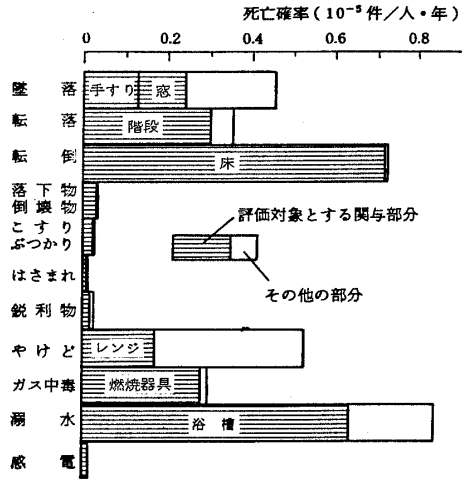 死亡確率(10⁻⁵件/人・年)
0 0.2 0.4 0.6 0.8
墜落 手すり 窓
転落 階段
転倒 床
落下物
倒壊物
こすり
ぶつかり
評価対象とする関与部分
その他の部分
はさまれ
鋭利物
やけど レンジ
ガス中毒 燃焼器具
溺水 浴槽
感電